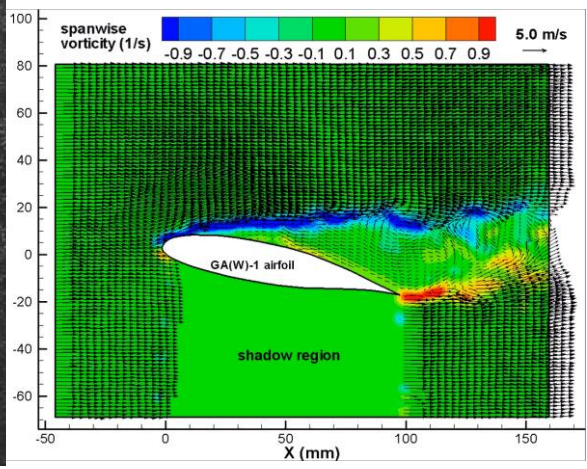 spanwise
vorticity (1/s)
-0.9 -0.7 -0.5 -0.3 -0.1 0.1 0.3 0.5 0.7 0.9
5.0 m/s
100
80
60
40
20
0
-20
-40
-60
GA(W)-1 airfoil
shadow region
-50 0 50 100 150
X (mm)